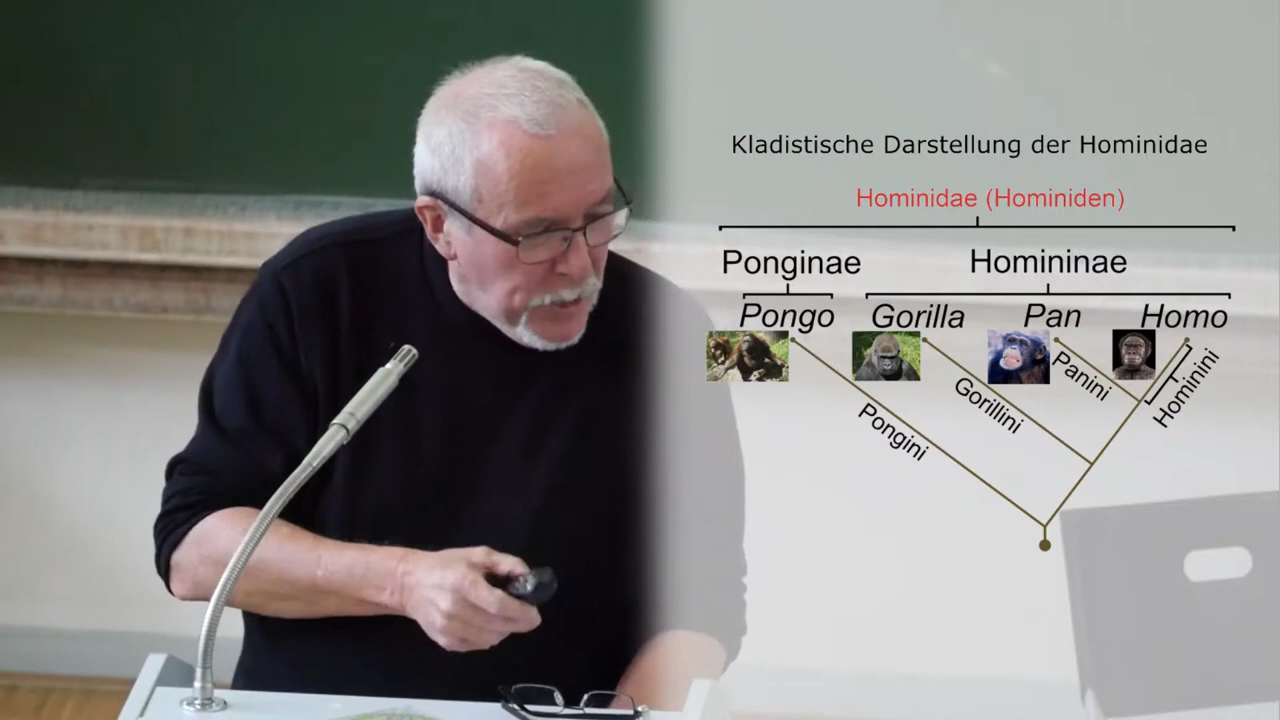 Kladistische Darstellung der Hominidae
Hominidae (Hominiden)
Ponginae Homininae
Pongo Gorilla Pan Homo
Pongini Gorillini Panini Hominini